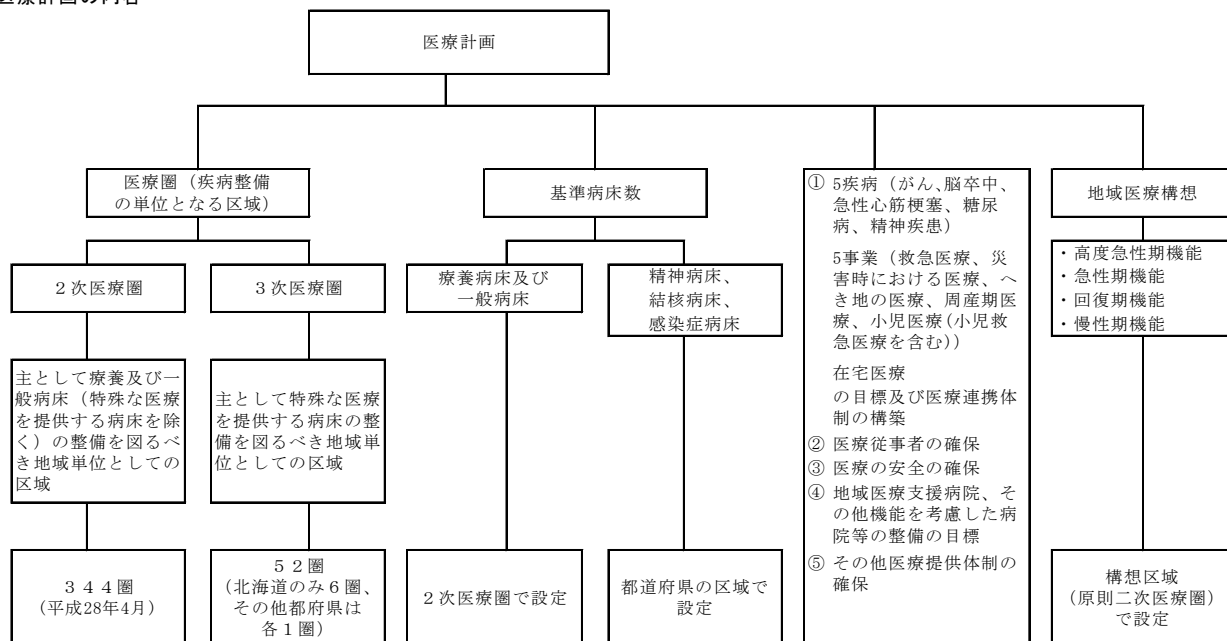 医療計画の内容
医療計画
医療圏(疾病整備
の単位となる区域)
2次医療圏
主として療養及び一
般病床(特殊な医療
を提供する病床を除
く)の整備を図るべ
き地域単位としての
区域
344圏
(平成28年4月)
3次医療圏
主として特殊な医療
を提供する病床の整
備を図るべき地域単
位としての区域
52圏
(北海道のみ6圏、
その他都府県は
各1圏)
基準病床数
療養病床及び
一般病床
2次医療圏で設定
精神病床、
結核病床、
感染症病床
都道府県の区域で
設定
① 5疾病(がん、脳卒中、
急性心筋梗塞、糖尿
病、精神疾患)
5事業(救急医療、災
害時における医療、へ
き地の医療、周産期医
療、小児医療(小児救
急医療を含む))
在宅医療
の目標及び医療連携体
制の構築
② 医療従事者の確保
③ 医療の安全の確保
④ 地域医療支援病院、そ
の他機能を考慮した病
院等の整備の目標
⑤ その他医療提供体制の
確保
地域医療構想
・高度急性期機能
・急性期機能
・回復期機能
・慢性期機能
構想区域
(原則二次医療圏)
で設定